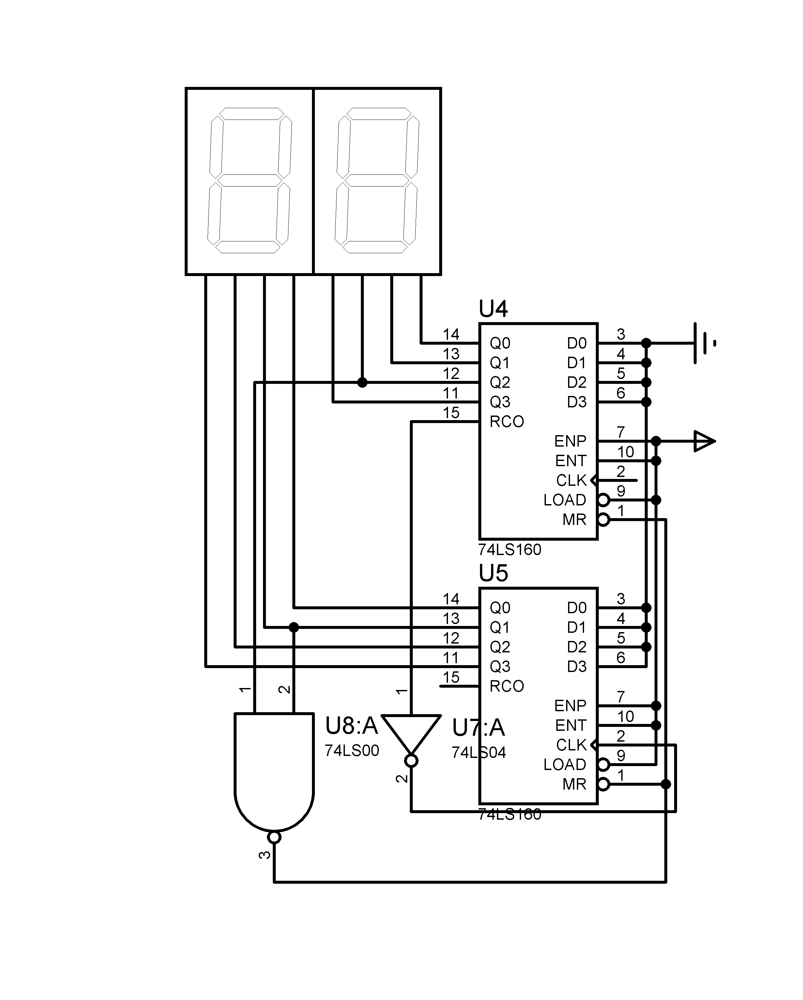 U4
14 Q0 D0 3
13 Q1 D1 4
12 Q2 D2 5
11 Q3 D3 6
15 RCO
ENP 7
ENT 10
CLK 2
LOAD 9
MR 1
74LS160
U5
14 Q0 D0 3
13 Q1 D1 4
12 Q2 D2 5
11 Q3 D3 6
15 RCO
ENP 7
ENT 10
CLK 2
LOAD 9
MR 1
74LS160
1 2
U8:A
74LS00
3
1
U7:A
74LS04
2